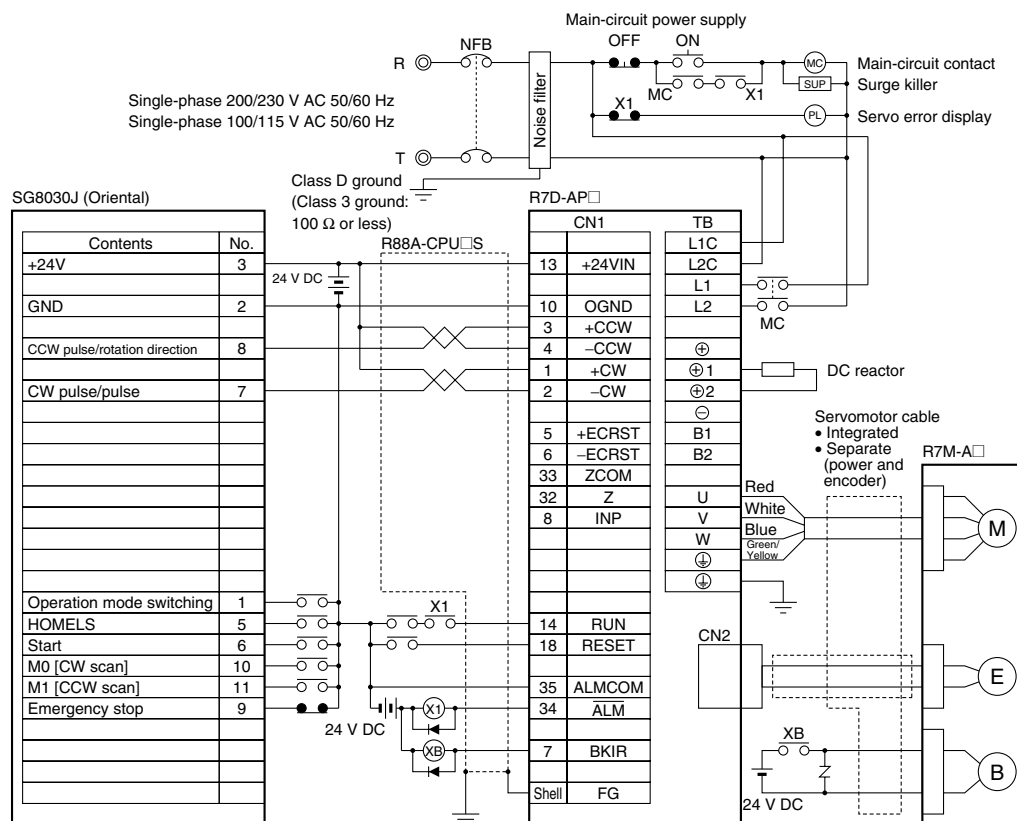 Main-circuit power supply
NFB
OFF
ON
R
MC
Main-circuit contact
SUP
Surge killer
MC
X1
Single-phase 200/230 V AC 50/60 Hz
Single-phase 100/115 V AC 50/60 Hz
Noise filter
X1
PL
Servo error display
T
Class D ground
(Class 3 ground:
100 Ω or less)
SG8030J (Oriental)
R7D-AP□
R88A-CPU□S
Contents No.
+24V 3
GND 2
CCW pulse/rotation direction 8
CW pulse/pulse 7
Operation mode switching 1
HOMELS 5
Start 6
M0 [CW scan] 10
M1 [CCW scan] 11
Emergency stop 9
24 V DC
X1
24 V DC
X1
XB
CN1
13 +24VIN
10 OGND
3 +CCW
4 −CCW
1 +CW
2 −CW
5 +ECRST
6 −ECRST
33 ZCOM
32 Z
8 INP
14 RUN
18 RESET
35 ALMCOM
34 ALM
7 BKIR
Shell FG
TB
L1C
L2C
L1
L2
⊕
⊕1
⊕2
⊖
B1
B2
U
V
W
MC
DC reactor
Servomotor cable
• Integrated
• Separate
(power and
encoder)
R7M-A□
Red
White
Blue
Green/
Yellow
M
CN2
E
XB
24 V DC
B